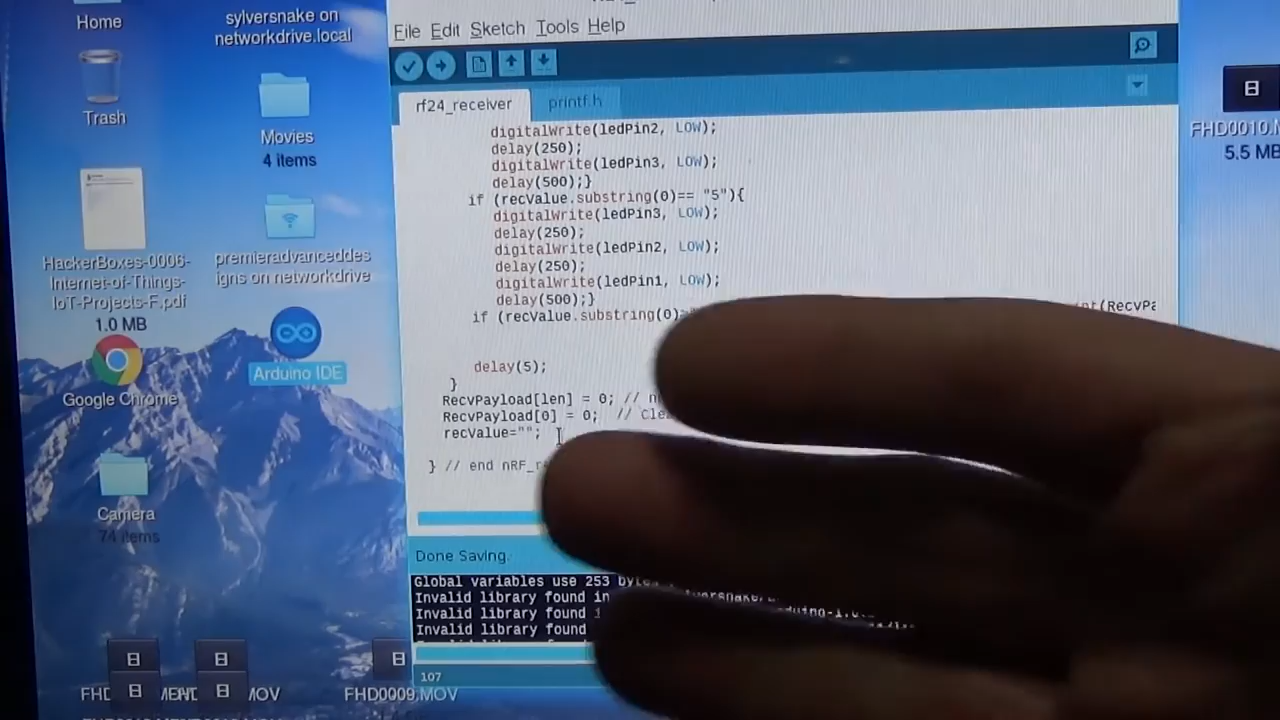 Home
Trash
HackerBoxes-0006-
Internet-of-Things-
IoT-Projects-F.pdf
1.0 MB
Google Chrome
Camera
74 items
sylversnake on
networkdrive.local
Movies
4 items
premieradvanceddes
igns on networkdrive
Arduino IDE
File Edit Sketch Tools Help
rf24_receiver printf.h
digitalWrite(ledPin2, LOW);
delay(250);
digitalWrite(ledPin3, LOW);
delay(500);}
if (recValue.substring(0)== "5"){
digitalWrite(ledPin3, LOW);
delay(250);
digitalWrite(ledPin2, LOW);
delay(250);
digitalWrite(ledPin1, LOW);
delay(500);}
if (recValue.substring(0)=
delay(5);
}
RecvPayload[len] = 0; //
RecvPayload[0] = 0; //
recValue="";
} // end
Done Saving.
Global variables use 253
Invalid library found in
Invalid library found
Invalid library found
107
FHD0009.MOV
5.5 MB